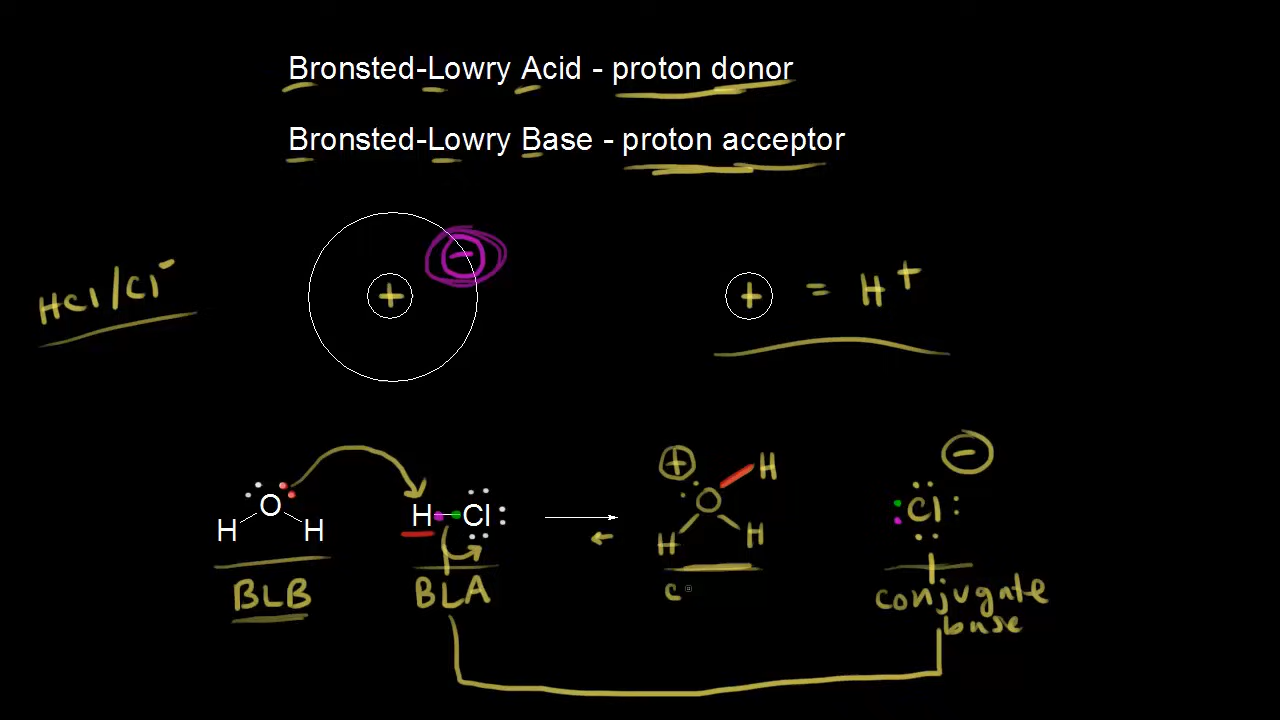 Bronsted-Lowry Acid - proton donor
Bronsted-Lowry Base - proton acceptor
HCl/Cl⁻
+
−
+ = H⁺
H O H
H Cl
+ O H H H
Cl −
BLB
BLA
c
conjugate
base